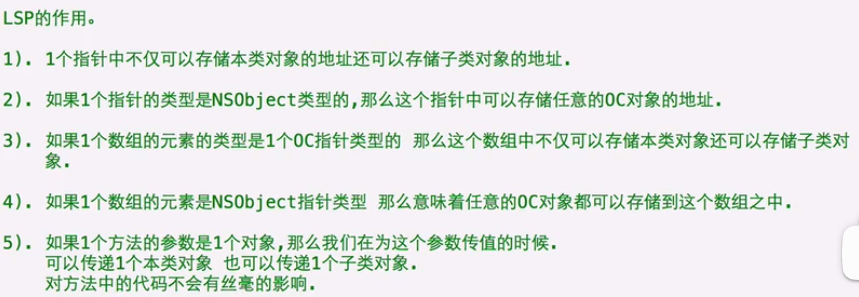 LSP的作用。
1). 1个指针中不仅可以存储本类对象的地址还可以存储子类对象的地址.
2). 如果1个指针的类型是NSObject类型的,那么这个指针中可以存储任意的OC对象的地址.
3). 如果1个数组的元素的类型是1个OC指针类型的 那么这个数组中不仅可以存储本类对象还可以存储子类对
象.
4). 如果1个数组的元素是NSObject指针类型 那么意味着任意的OC对象都可以存储到这个数组之中.
5). 如果1个方法的参数是1个对象,那么我们在为这个参数传值的时候.
可以传递1个本类对象 也可以传递1个子类对象.
对方法中的代码不会有丝毫的影响.